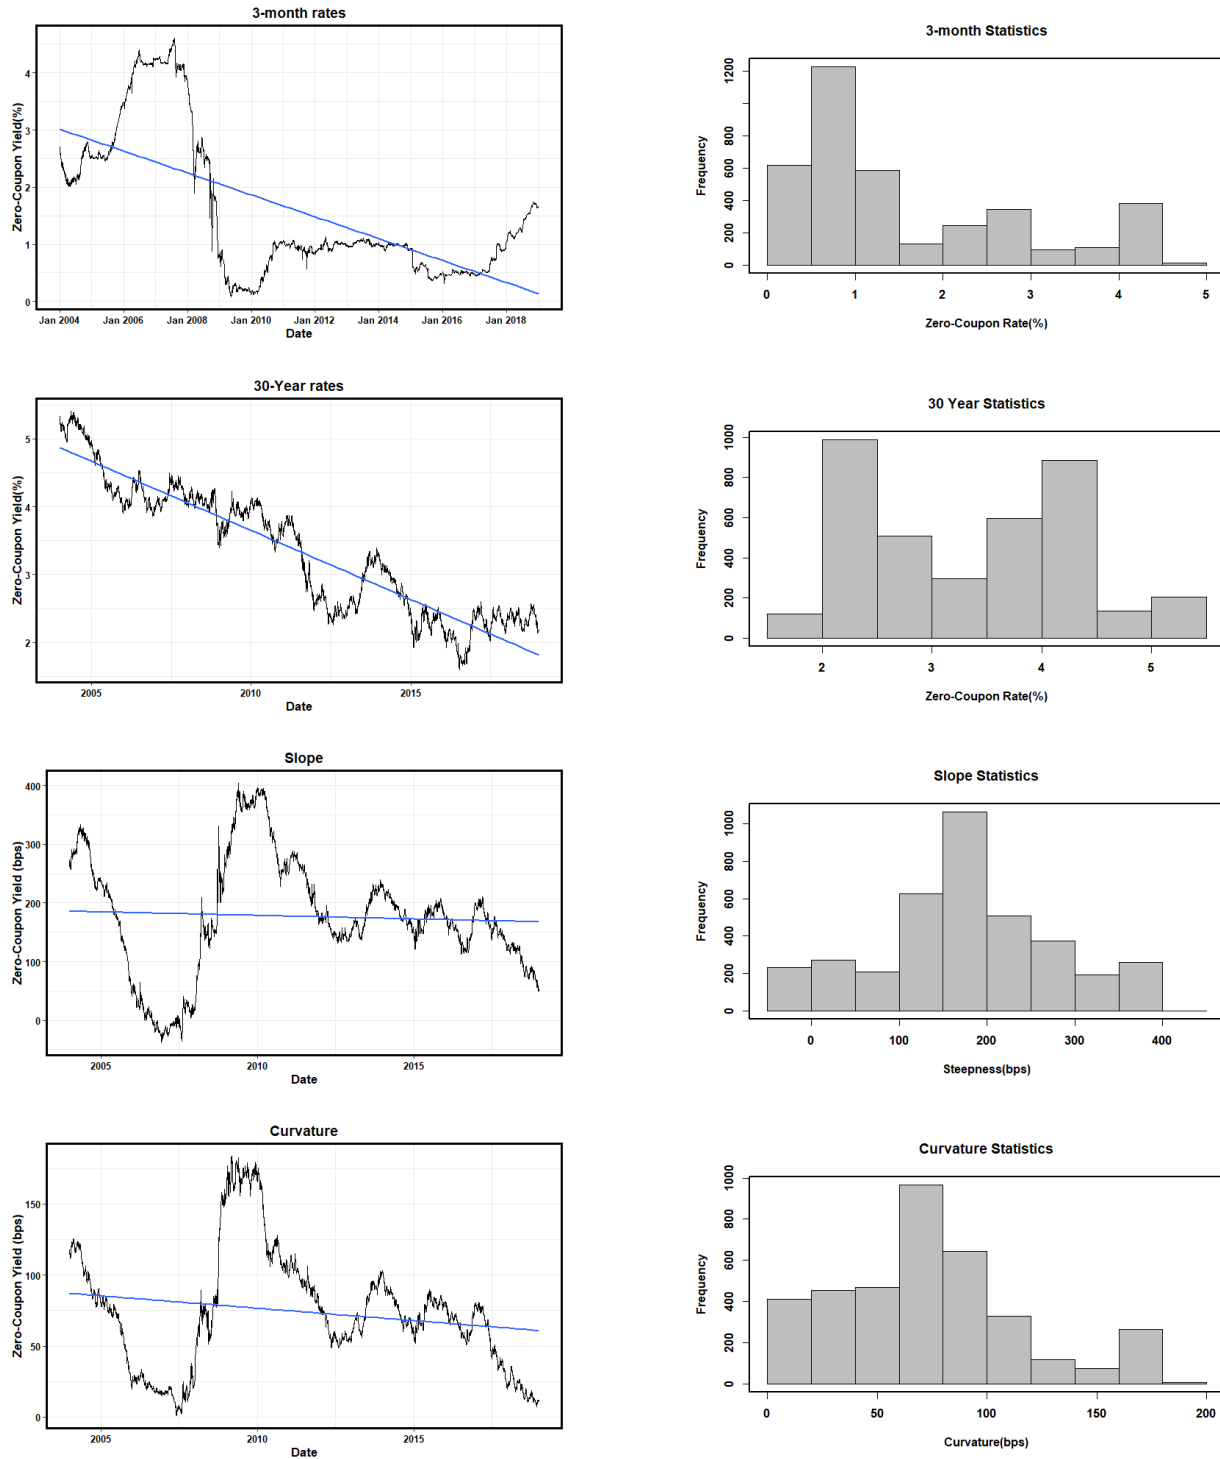 3-month rates
Zero-Coupon Yield(%)
4
3
2
1
0
Jan 2004 Jan 2006 Jan 2008 Jan 2010 Jan 2012 Jan 2014 Jan 2016 Jan 2018
Date
3-month Statistics
Frequency
1200
800
600
400
200
0
0 1 2 3 4 5
Zero-Coupon Rate(%)
30-Year rates
Zero-Coupon Yield(%)
5
4
3
2
2005 2010 2015
Date
30 Year Statistics
Frequency
1000
800
600
400
200
0
2 3 4 5
Zero-Coupon Rate(%)
Slope
Zero-Coupon Yield (bps)
400
300
200
100
0
2005 2010 2015
Date
Slope Statistics
Frequency
1000
800
600
400
200
0
0 100 200 300 400
Steepness(bps)
Curvature
Zero-Coupon Yield (bps)
150
100
50
0
2005 2010 2015
Date
Curvature Statistics
Frequency
1000
800
600
400
200
0
0 50 100 150 200
Curvature(bps)